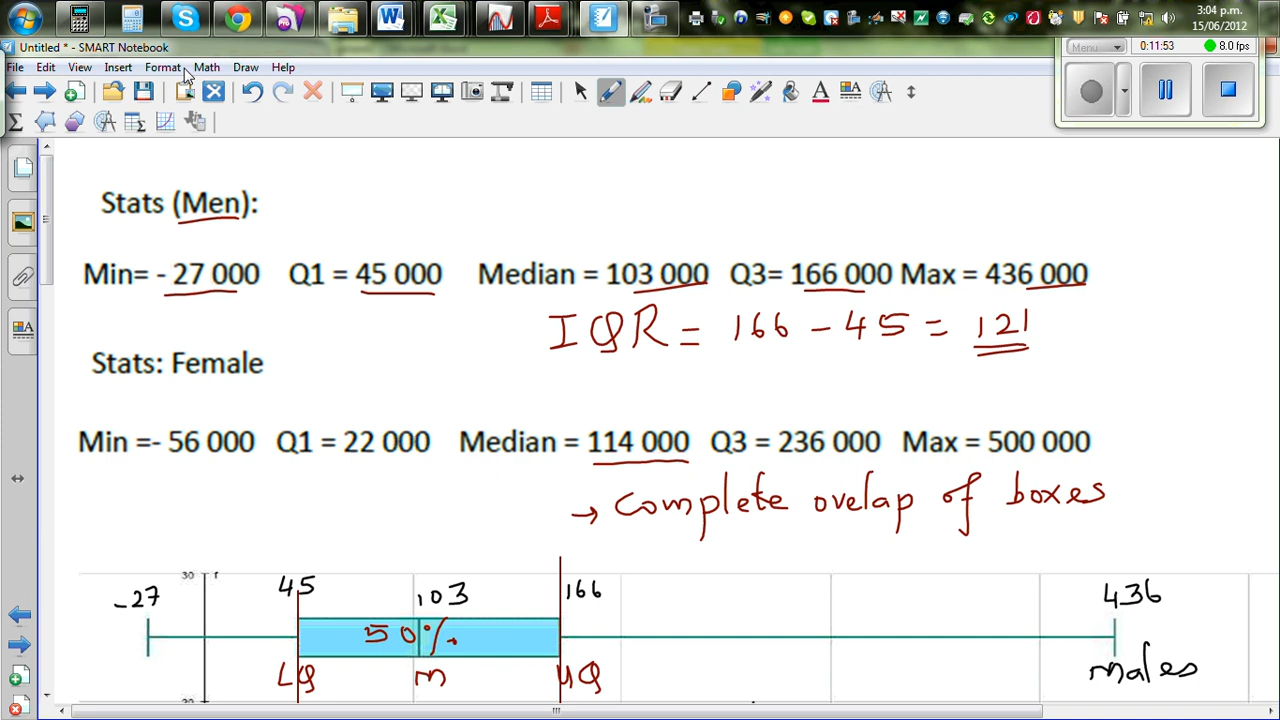 3:04 p.m.
15/06/2012
Untitled * - SMART Notebook
Menu
0:11:53
8.0 fps
File Edit View Insert Format Math Draw Help
Stats (Men):
Min= - 27 000 Q1 = 45 000 Median = 103 000 Q3= 166 000 Max = 436 000
IQR = 166 - 45 = 121
Stats: Female
Min =- 56 000 Q1 = 22 000 Median = 114 000 Q3 = 236 000 Max = 500 000
→ complete ovelap of boxes
30
-27 45 103 166 436
50%
LQ m UQ males